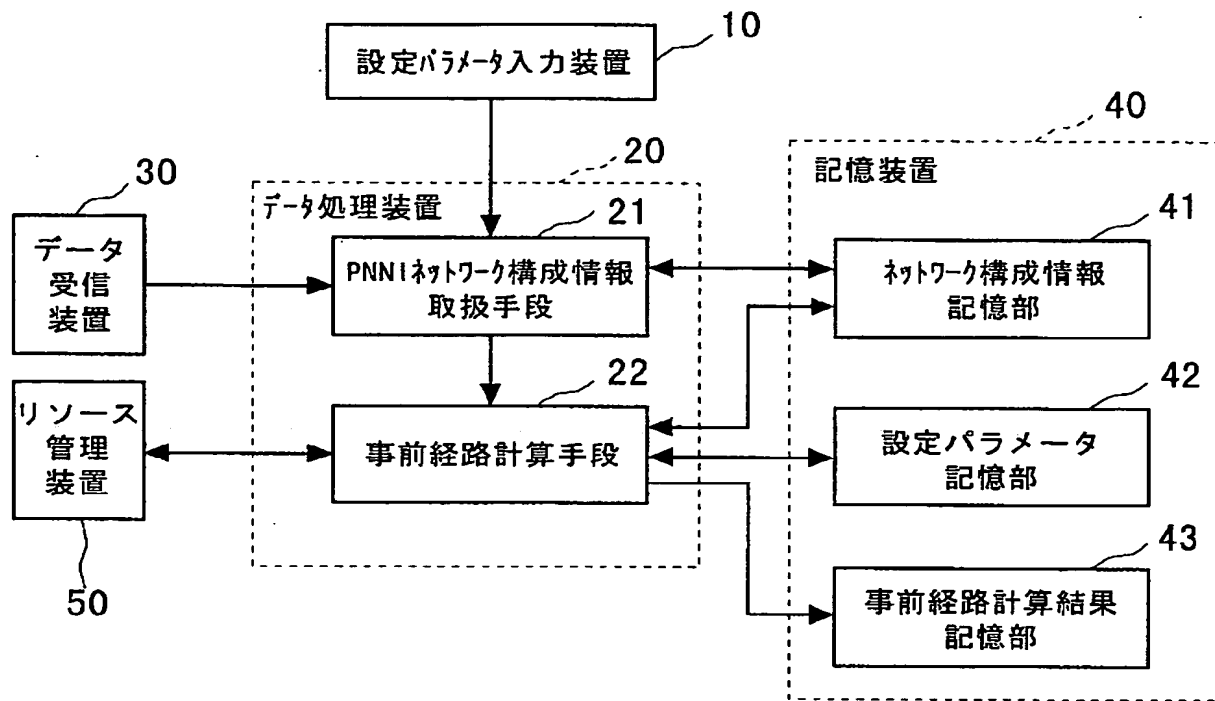 10
設定パラメータ入力装置
20
30
データ
受信
装置
データ処理装置
21
PNNIネットワーク構成情報
取扱手段
22
事前経路計算手段
リソース
管理
装置
50
40
記憶装置
41
ネットワーク構成情報
記憶部
42
設定パラメータ
記憶部
43
事前経路計算結果
記憶部